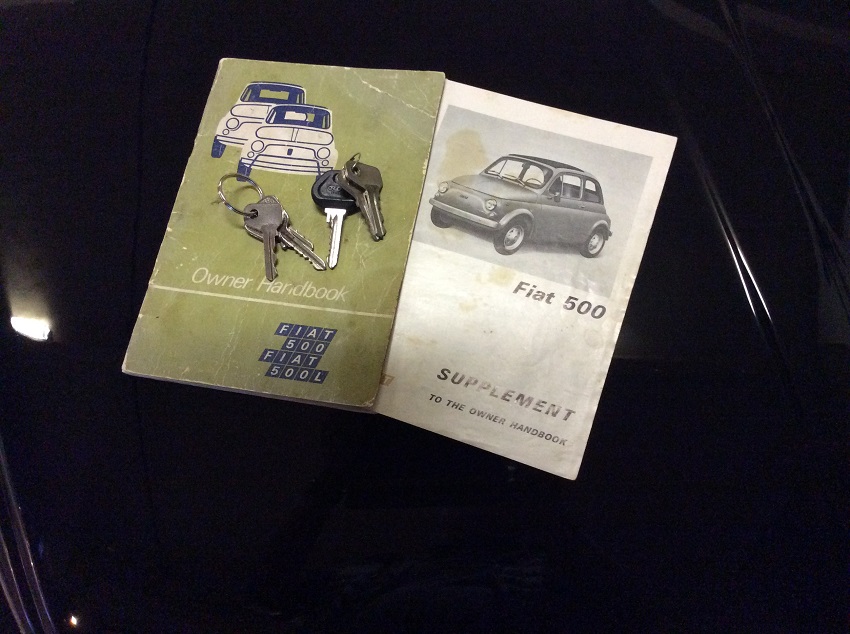 Owner Handbook
FIAT
500
FIAT
500L
Fiat 500
SUPPLEMENT
TO THE OWNER HANDBOOK